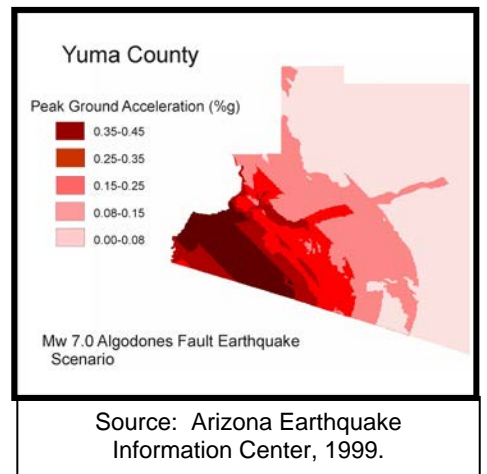 Yuma County
Peak Ground Acceleration (%g)
0.35-0.45
0.25-0.35
0.15-0.25
0.08-0.15
0.00-0.08
Mw 7.0 Algodones Fault Earthquake
Scenario
Source: Arizona Earthquake
Information Center, 1999.